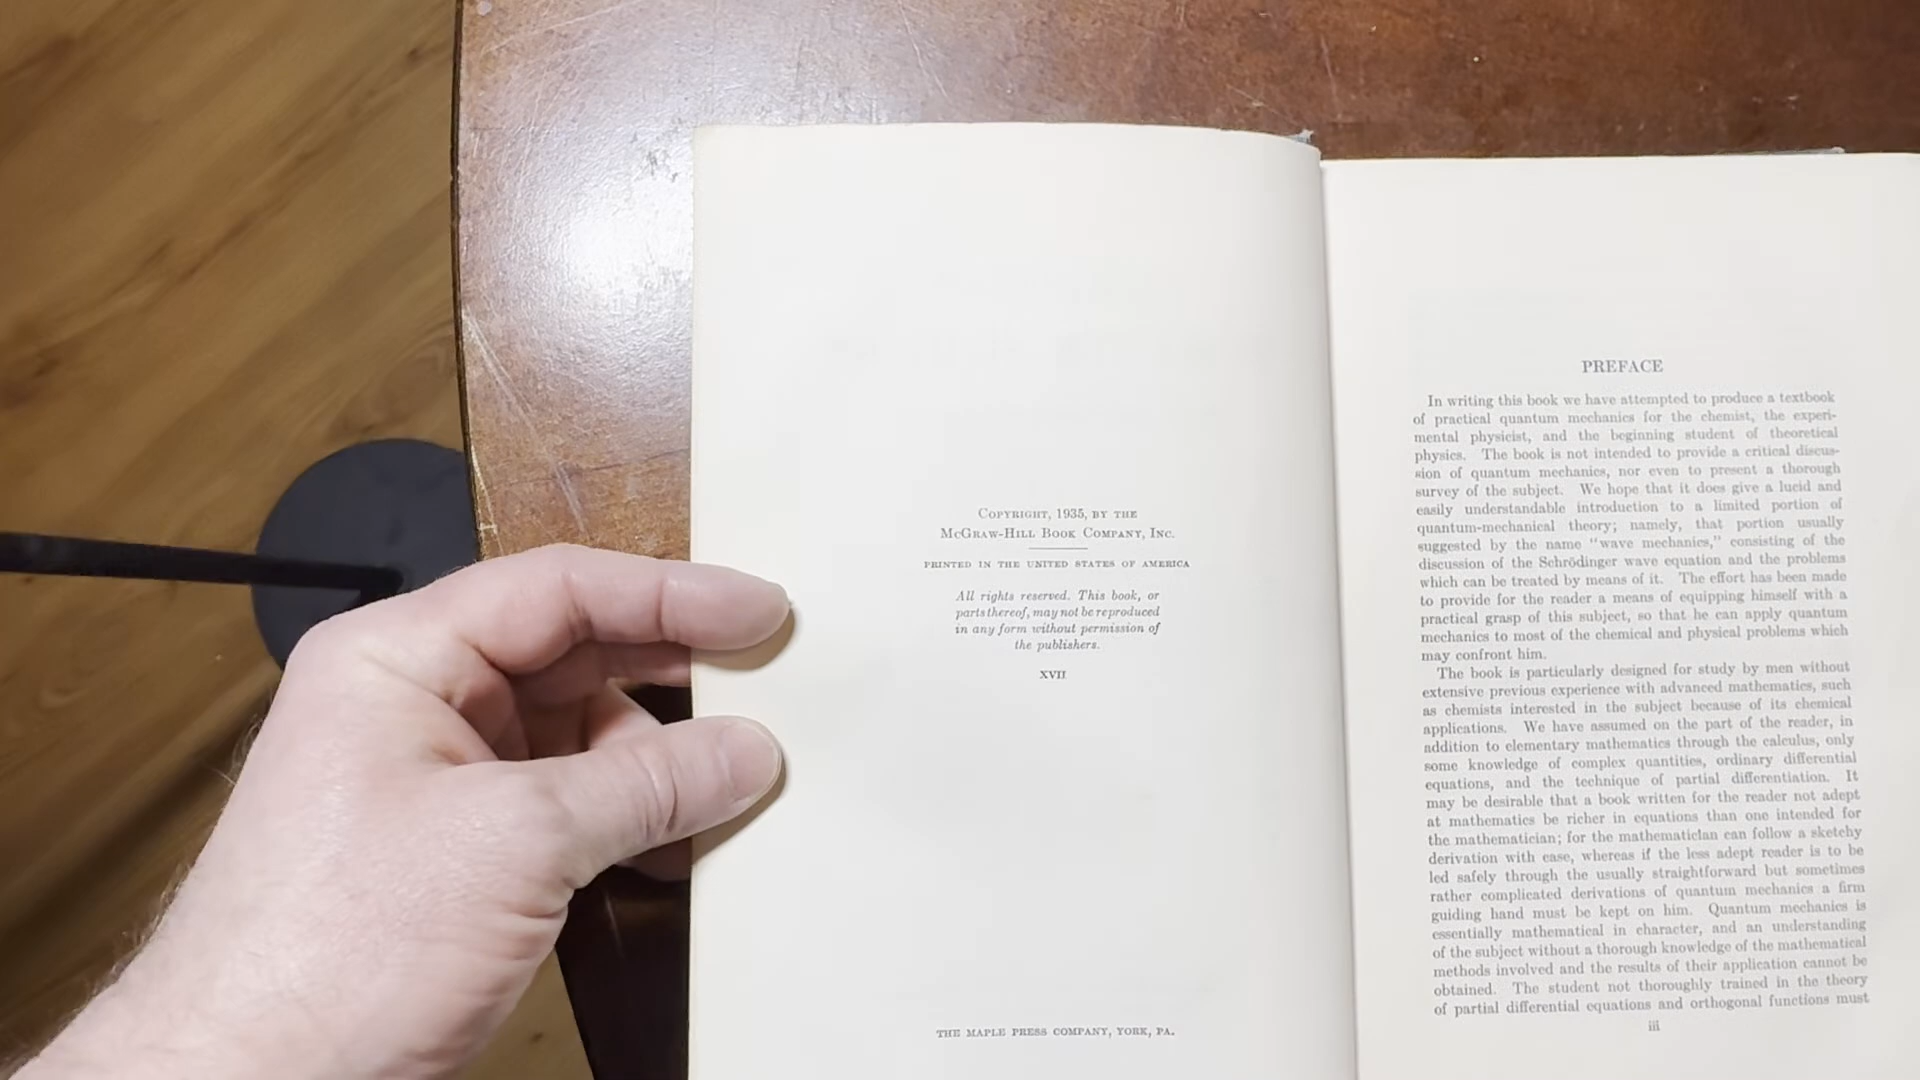 COPYRIGHT, 1935, BY THE
MCGRAW-HILL BOOK COMPANY, INC.
PRINTED IN THE UNITED STATES OF AMERICA
All rights reserved. This book, or
parts thereof, may not be reproduced
in any form without permission of
the publishers.
XVII
THE MAPLE PRESS COMPANY, YORK, PA.
PREFACE
In writing this book we have attempted to produce a textbook
of practical quantum mechanics for the chemist, the experi-
mental physicist, and the beginning student of theoretical
physics. The book is not intended to provide a critical discus-
sion of quantum mechanics, nor even to present a thorough
survey of the subject. We hope that it does give a lucid and
easily understandable introduction to a limited portion of
quantum-mechanical theory; namely, that portion usually
suggested by the name "wave mechanics," consisting of the
discussion of the Schrödinger wave equation and the problems
which can be treated by means of it. The effort has been made
to provide for the reader a means of equipping himself with a
practical grasp of this subject, so that he can apply quantum
mechanics to most of the chemical and physical problems which
may confront him.
The book is particularly designed for study by men without
extensive previous experience with advanced mathematics, such
as chemists interested in the subject because of its chemical
applications. We have assumed on the part of the reader, in
addition to elementary mathematics through the calculus, only
some knowledge of complex quantities, ordinary differential
equations, and the technique of partial differentiation. It
may be desirable that a book written for the reader not adept
at mathematics be richer in equations than one intended for
the mathematician; for the mathematician can follow a sketchy
derivation with ease, whereas if the less adept reader is to be
led safely through the usually straightforward but sometimes
rather complicated derivations of quantum mechanics a firm
guiding hand must be kept on him. Quantum mechanics is
essentially mathematical in character, and an understanding
of the subject without a thorough knowledge of the mathematical
methods involved and the results of their application cannot be
obtained. The student not thoroughly trained in the theory
of partial differential equations and orthogonal functions must
iii